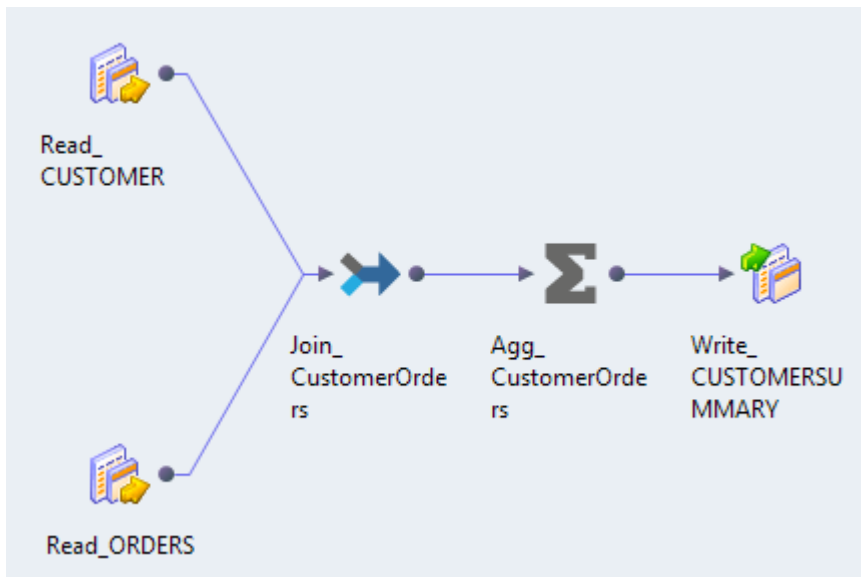 Read_
CUSTOMER
Join_
CustomerOrde
rs
Agg_
CustomerOrde
rs
Write_
CUSTOMERSU
MMARY
Read_ORDERS